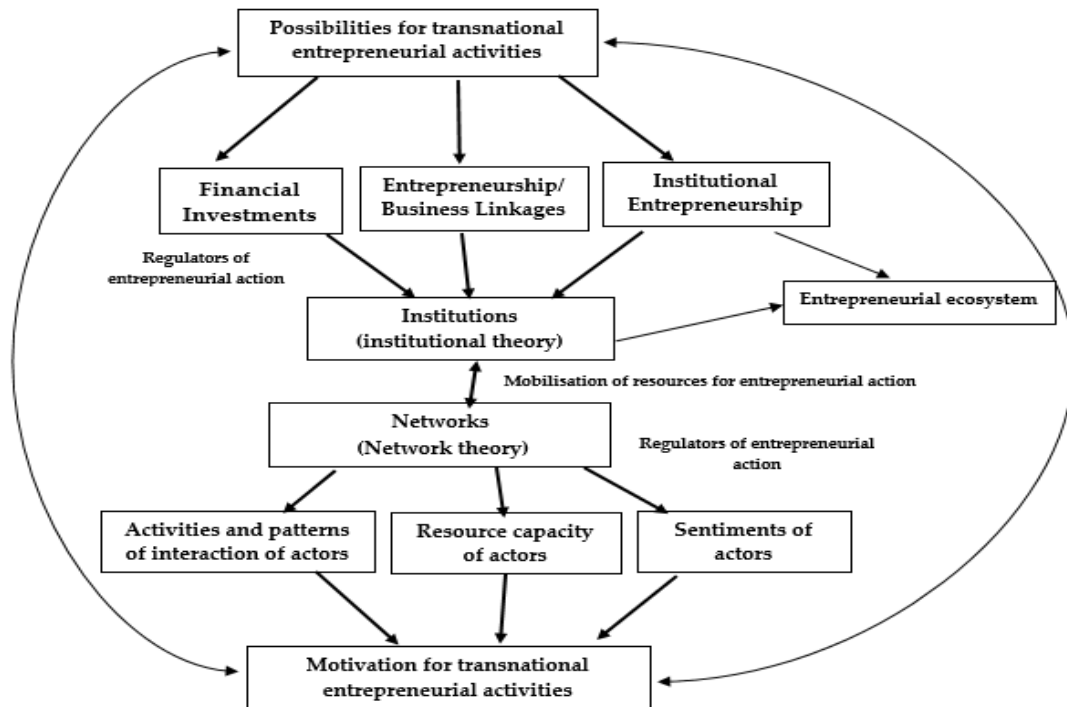 Possibilities for transnational
entrepreneurial activities
Financial
Investments
Entrepreneurship/
Business Linkages
Institutional
Entrepreneurship
Regulators of
entrepreneurial action
Entrepreneurial ecosystem
Institutions
(institutional theory)
Mobilisation of resources for entrepreneurial action
Networks
(Network theory)
Regulators of entrepreneurial
action
Activities and patterns
of interaction of actors
Resource capacity
of actors
Sentiments of
actors
Motivation for transnational
entrepreneurial activities